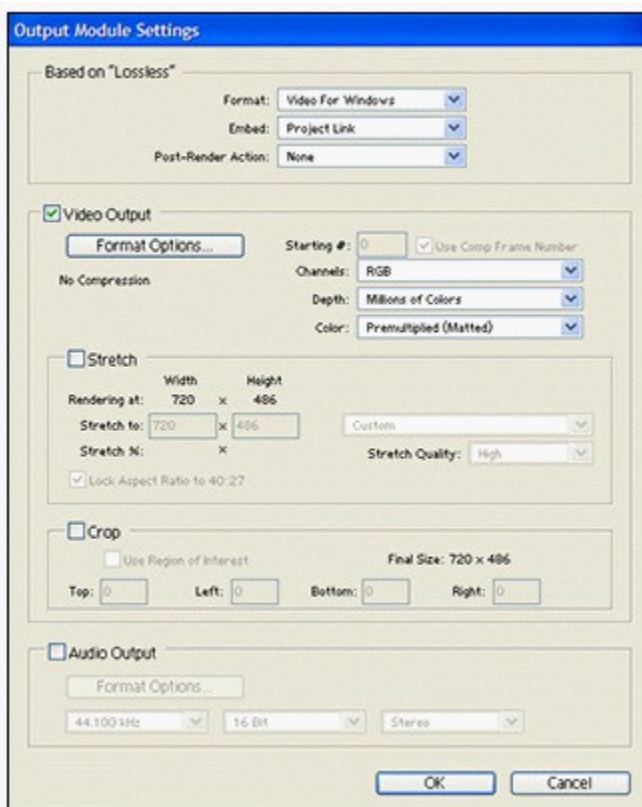 Output Module Settings
Based on "Lossless"
Format: Video For Windows
Embed: Project Link
Post-Render Action: None
Video Output
Format Options... Starting #: 0 Use Comp Frame Number
No Compression Channels: RGB
Depth: Millions of Colors
Color: Premultiplied (Matted)
Stretch
Width Height
Rendering at: 720 x 486
Stretch to: 720 x 486 Custom
Stretch %: x Stretch Quality: High
Lock Aspect Ratio to 40:27
Crop
Use Region of Interest Final Size: 720 x 486
Top: 0 Left: 0 Bottom: 0 Right: 0
Audio Output
Format Options...
44.100 kHz 16 Bit Stereo
OK Cancel